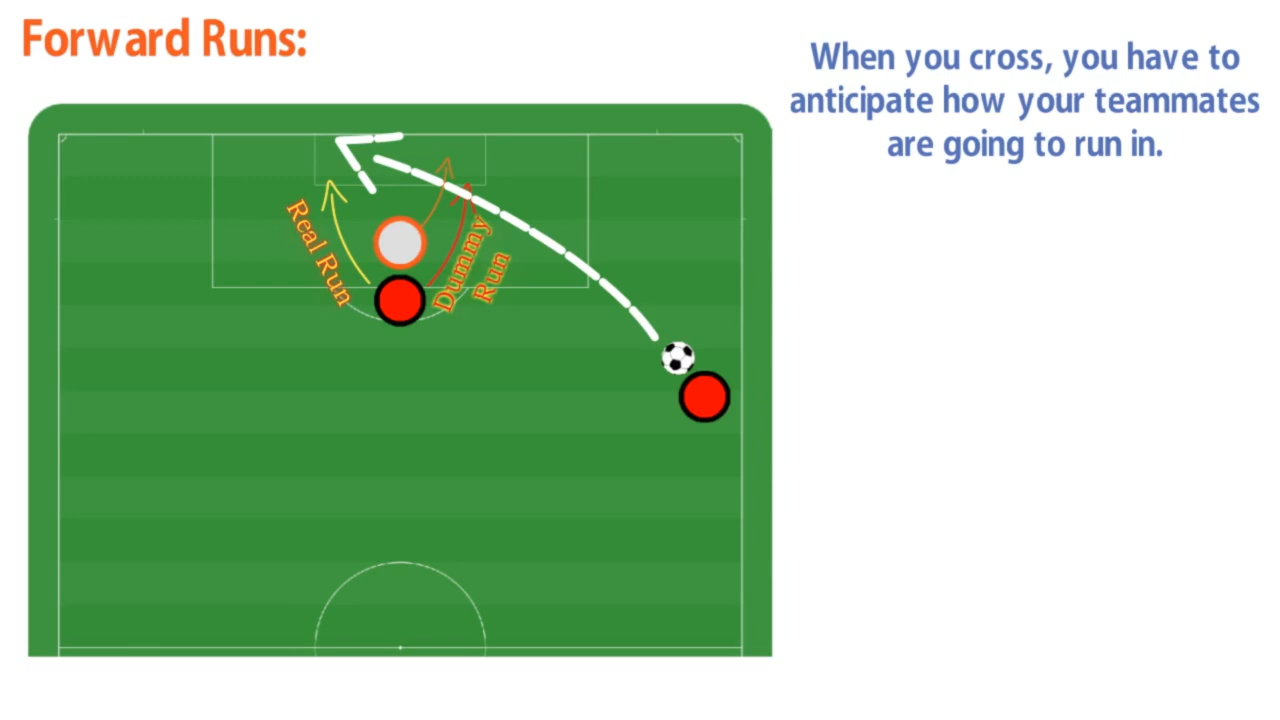 Forward Runs:
When you cross, you have to
anticipate how your teammates
are going to run in.
Real Run
Dummy
Run